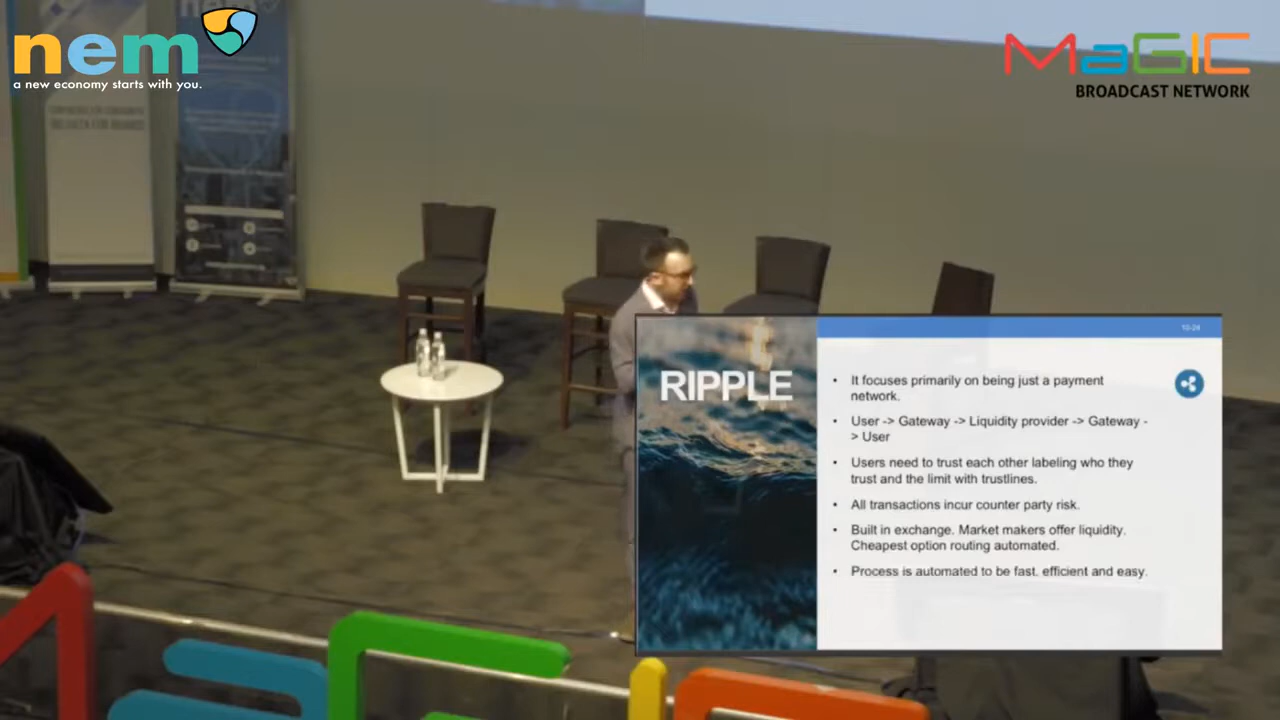 nem
a new economy starts with you.
MaGIC
BROADCAST NETWORK
nem
RIPPLE
10-24
• It focuses primarily on being just a payment
network.
• User -> Gateway -> Liquidity provider -> Gateway -
> User
• Users need to trust each other labeling who they
trust and the limit with trustlines.
• All transactions incur counter party risk.
• Built in exchange. Market makers offer liquidity.
Cheapest option routing automated.
• Process is automated to be fast. efficient and easy.